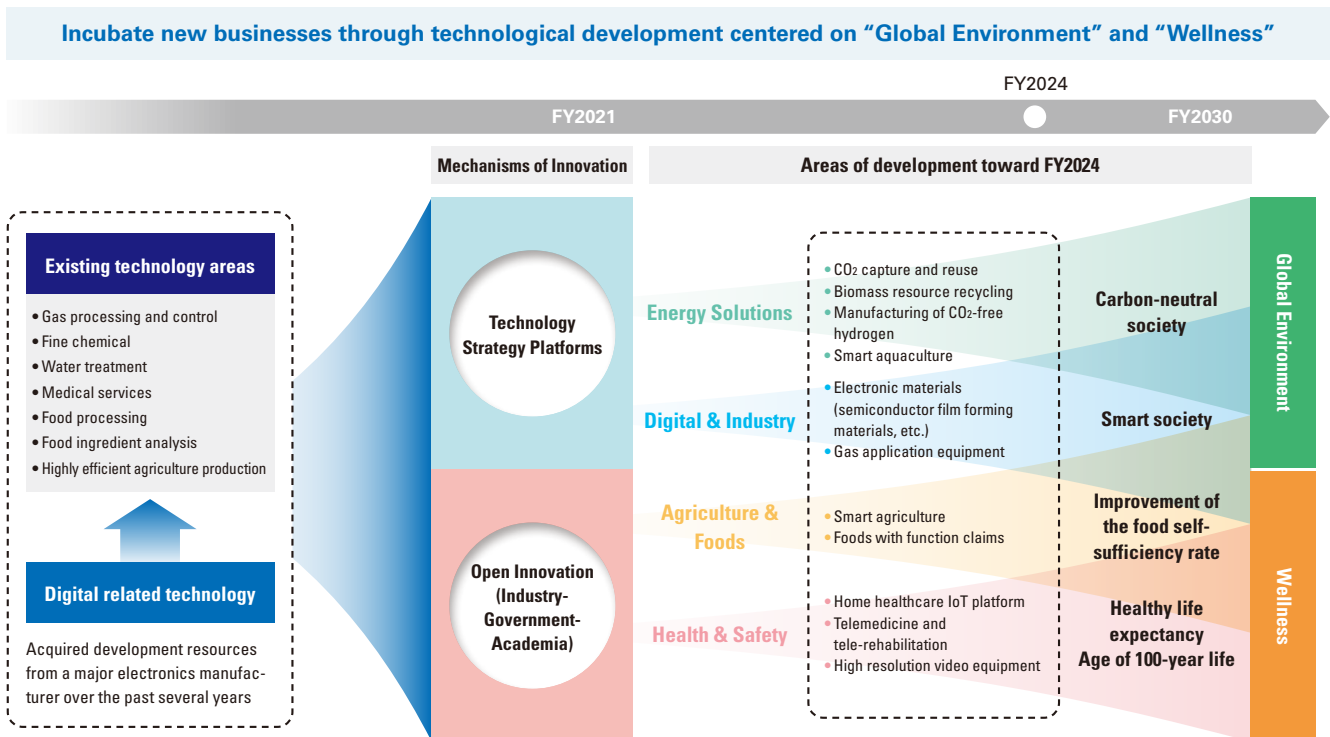 Incubate new businesses through technological development centered on “Global Environment” and “Wellness”
FY2024
FY2021
FY2030
Mechanisms of Innovation
Areas of development toward FY2024
Existing technology areas
• Gas processing and control
• Fine chemical
• Water treatment
• Medical services
• Food processing
• Food ingredient analysis
• Highly efficient agriculture production
Digital related technology
Acquired development resources
from a major electronics manufac-
turer over the past several years
Technology
Strategy Platforms
Open Innovation
(Industry-
Government-
Academia)
Energy Solutions
• CO2 capture and reuse
• Biomass resource recycling
• Manufacturing of CO2-free
hydrogen
• Smart aquaculture
Carbon-neutral
society
Digital & Industry
• Electronic materials
(semiconductor film forming
materials, etc.)
• Gas application equipment
Smart society
Agriculture &
Foods
• Smart agriculture
• Foods with function claims
Improvement of
the food self-
sufficiency rate
Health & Safety
• Home healthcare IoT platform
• Telemedicine and
tele-rehabilitation
• High resolution video equipment
Healthy life
expectancy
Age of 100-year life
Global Environment
Wellness